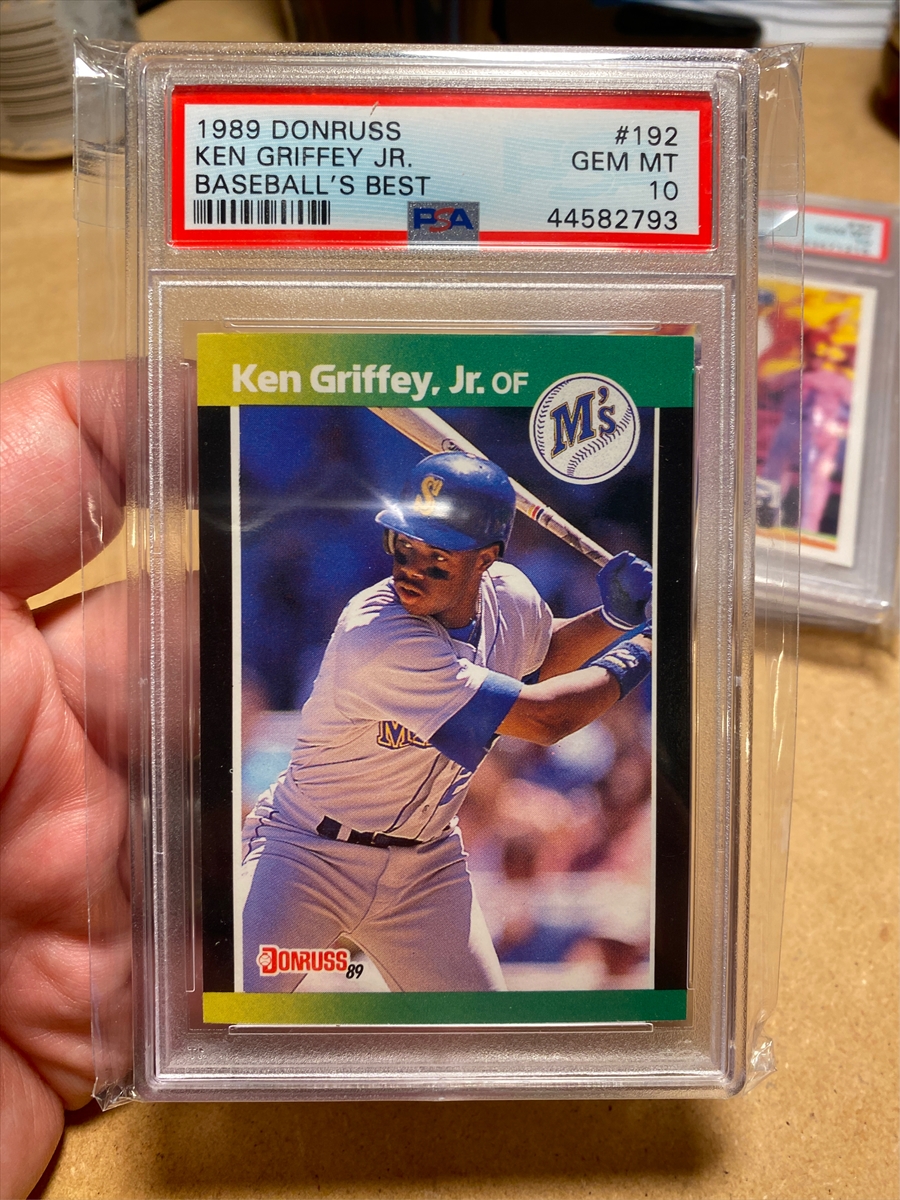 1989 DONRUSS #192
KEN GRIFFEY JR. GEM MT
BASEBALL'S BEST 10
PSA 44582793
Ken Griffey, Jr. OF
M's
S
DONRUSS 89